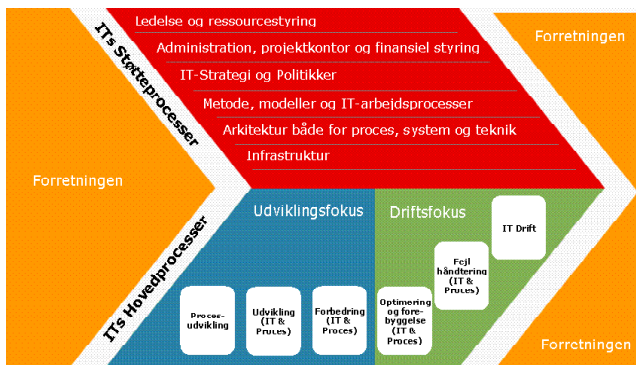 Ledelse og ressourcestyring
Administration, projektkontor og finansiel styring
IT-Strategi og Politikker
Metode, modeller og IT-arbejdsprocesser
Arkitektur både for proces, system og teknik
Infrastruktur
ITs Støtteprocesser
Forretningen
Forretningen
ITs Hovedprocesser
Udviklingsfokus
Driftsfokus
Proces-
udvikling
Udvikling
(IT &
Proces)
Forbedring
(IT &
Proces)
Optimering
og fore-
byggelse
(IT &
Proces)
Fejl
håndtering
(IT &
Proces)
IT Drift
Forretningen